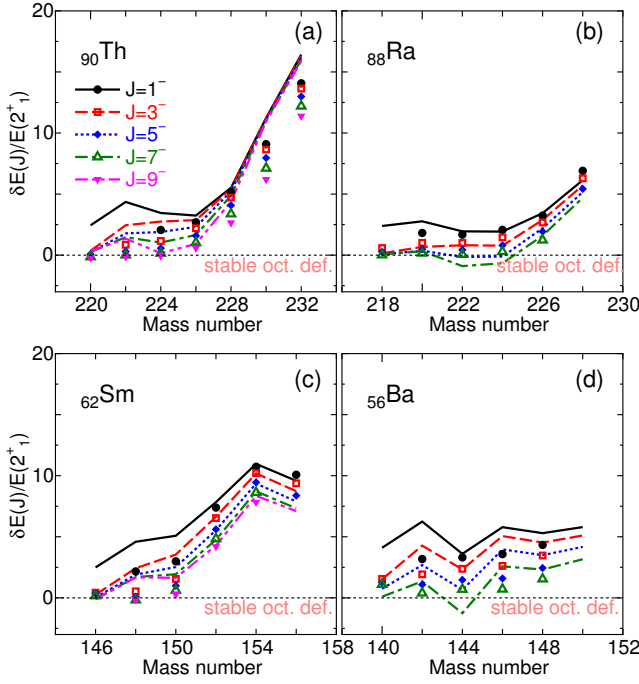 20
10
0
δE(J)/E(2⁺₁)
₉₀Th
(a)
J=1⁻
J=3⁻
J=5⁻
J=7⁻
J=9⁻
stable oct. def.
220 224 228 232
Mass number
₈₈Ra
(b)
stable oct. def.
218 222 226 230
Mass number
20
10
0
δE(J)/E(2⁺₁)
₆₂Sm
(c)
stable oct. def.
146 150 154 158
Mass number
₅₆Ba
(d)
stable oct. def.
140 144 148 152
Mass number